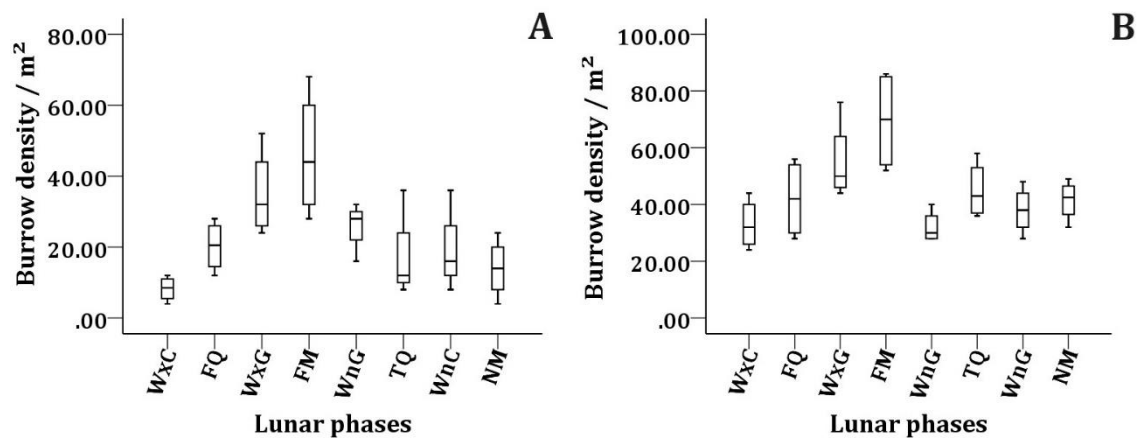 A
Burrow density / m²
80.00
60.00
40.00
20.00
.00
WxC
FQ
WxG
FM
WnG
TQ
WnC
NM
Lunar phases
B
Burrow density / m²
100.00
80.00
60.00
40.00
20.00
.00
WxC
FQ
WxG
FM
WnG
TQ
WnG
NM
Lunar phases